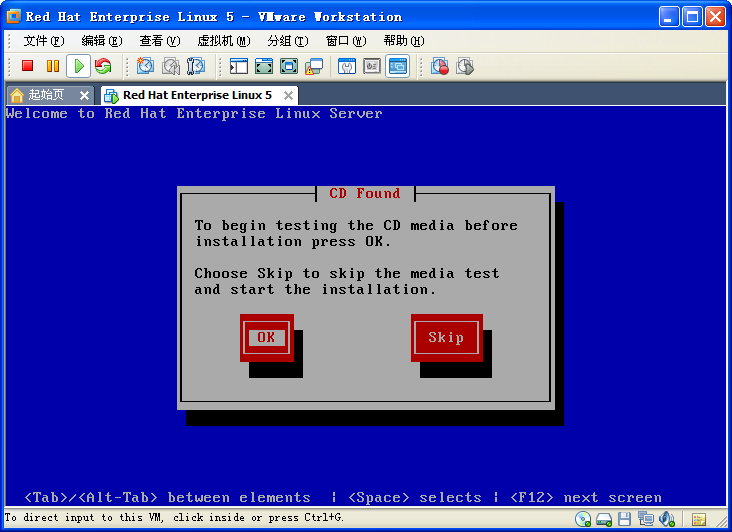 Red Hat Enterprise Linux 5 - VMware Workstation
文件(F) 编辑(E) 查看(V) 虚拟机(M) 分组(T) 窗口(W) 帮助(H)
起始页 Red Hat Enterprise Linux 5
Welcome to Red Hat Enterprise Linux Server
CD Found
To begin testing the CD media before
installation press OK.
Choose Skip to skip the media test
and start the installation.
OK Skip
<Tab>/<Alt-Tab> between elements | <Space> selects | <F12> next screen
To direct input to this VM, click inside or press Ctrl+G.